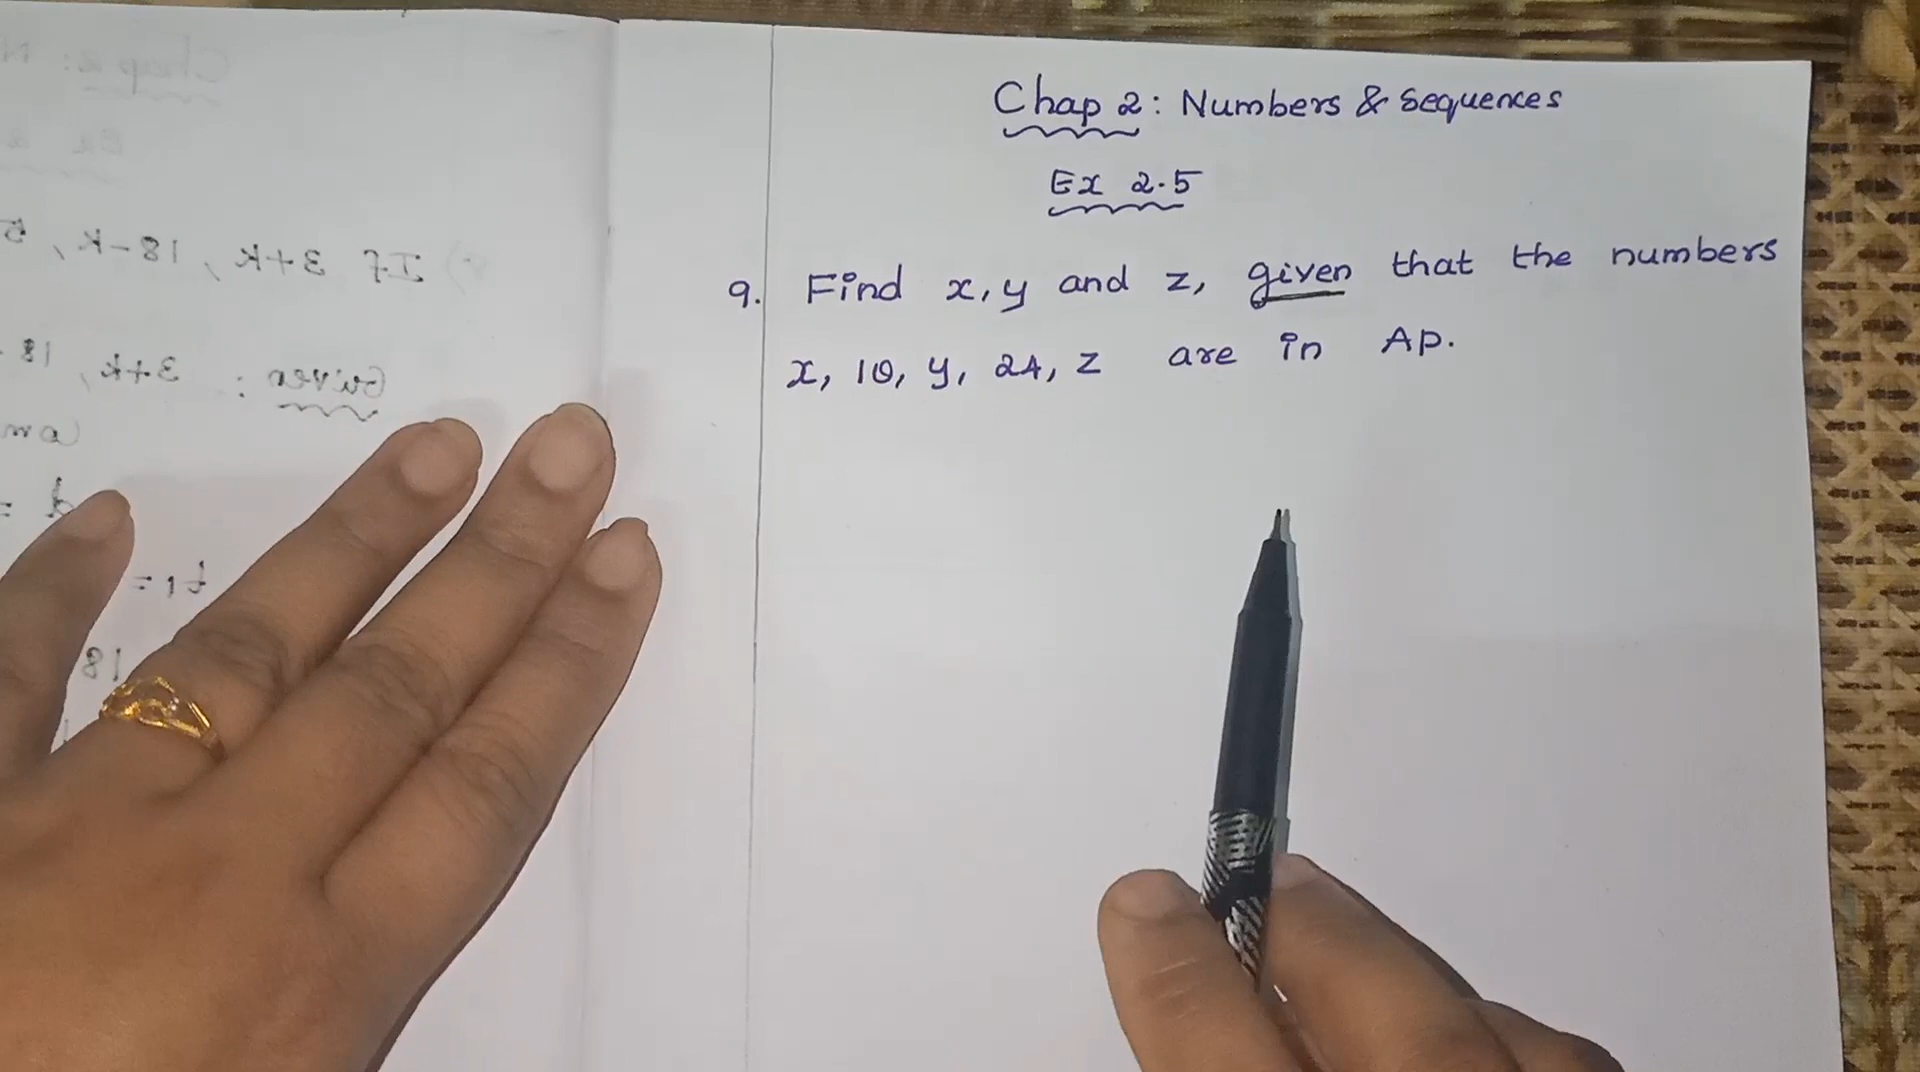 Chap 2: Numbers & Sequences
Ex 2.5
9. Find x, y and z, given that the numbers
x, 10, y, 24, z are in AP.